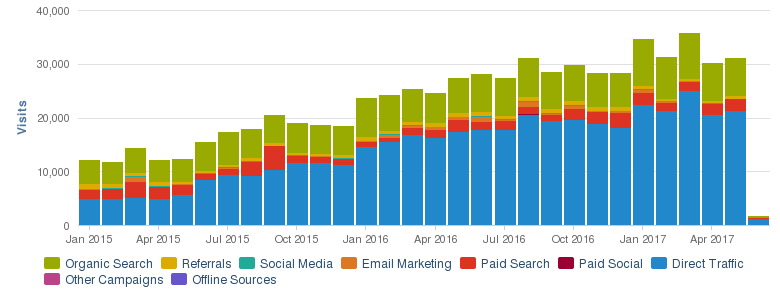 40,000
30,000
20,000
10,000
0
Visits
Jan 2015 Apr 2015 Jul 2015 Oct 2015 Jan 2016 Apr 2016 Jul 2016 Oct 2016 Jan 2017 Apr 2017
Organic Search Referrals Social Media Email Marketing Paid Search Paid Social Direct Traffic
Other Campaigns Offline Sources